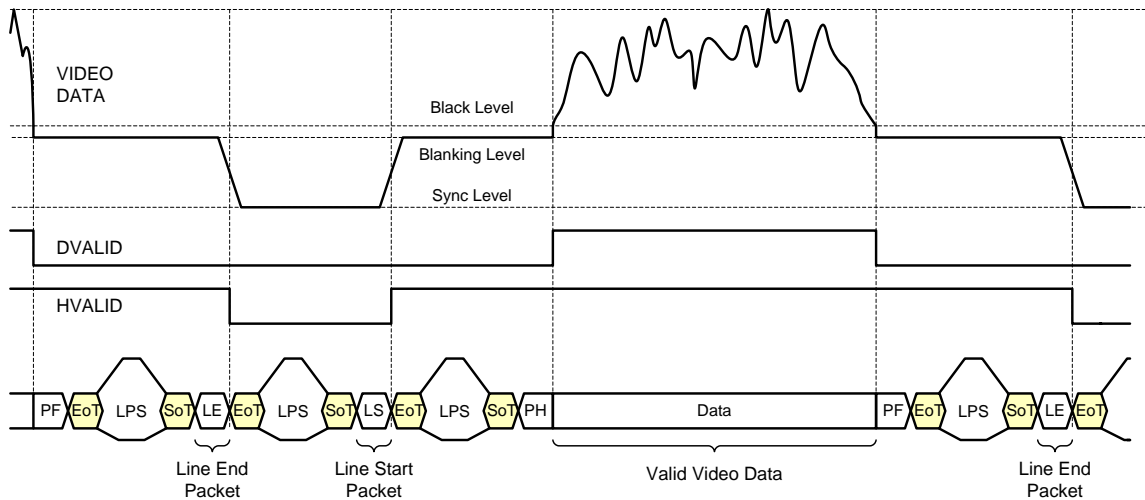 VIDEO
DATA
Black Level
Blanking Level
Sync Level
DVALID
HVALID
PF EoT LPS SoT LE EoT LPS SoT LS EoT LPS SoT PH Data PF EoT LPS SoT LE EoT
Line End
Packet
Line Start
Packet
Valid Video Data
Line End
Packet